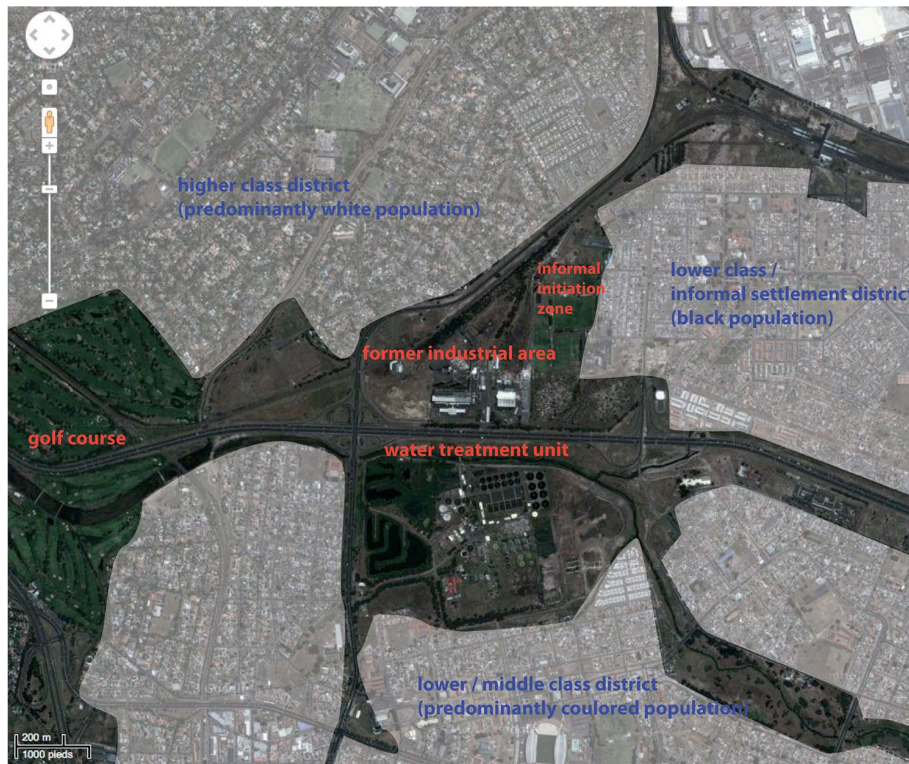 higher class district
(predominantly white population)
informal
initiation
zone
lower class /
informal settlement district
(black population)
former industrial area
golf course
water treatment unit
lower / middle class district
(predominantly coulored population)
200 m
1000 pieds